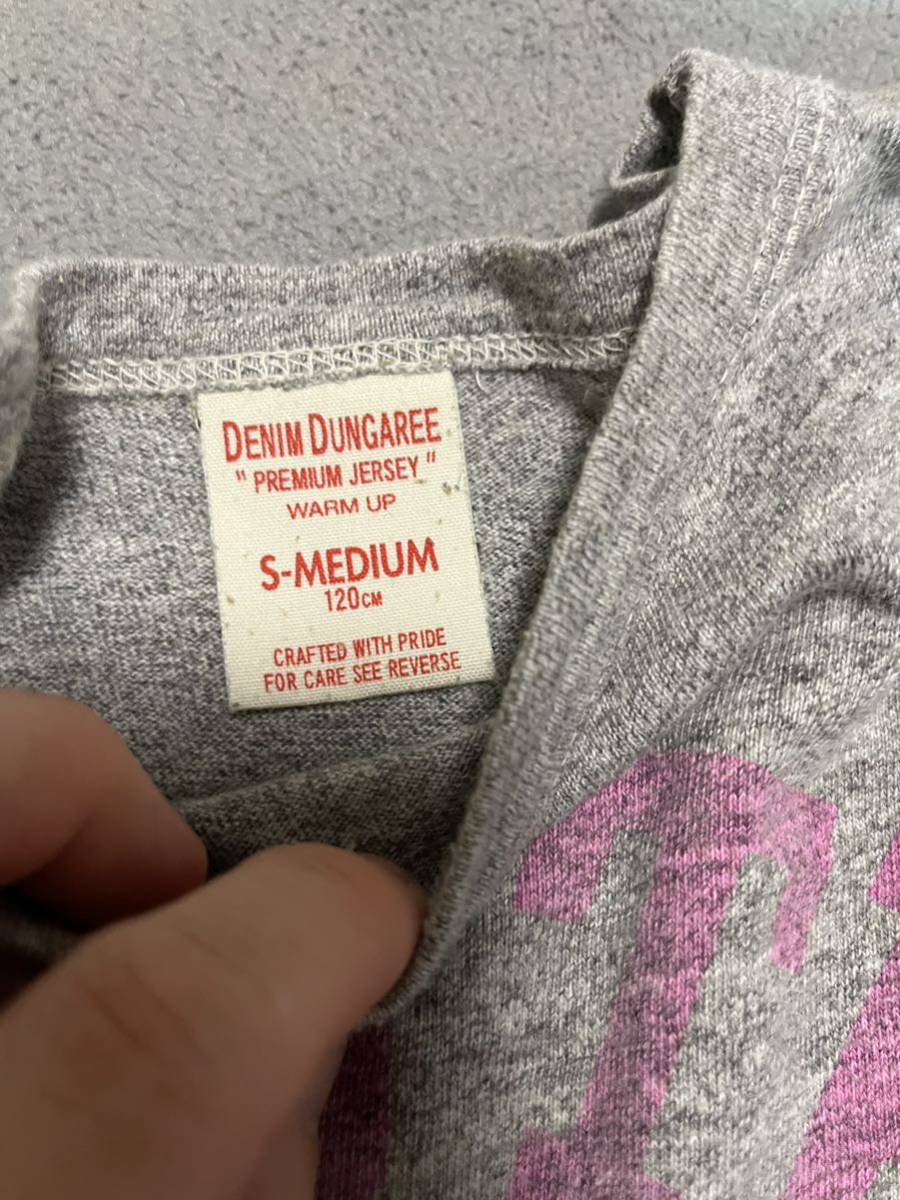 DENIM DUNGAREE
" PREMIUM JERSEY "
WARM UP
S-MEDIUM
120CM
CRAFTED WITH PRIDE
FOR CARE SEE REVERSE
T